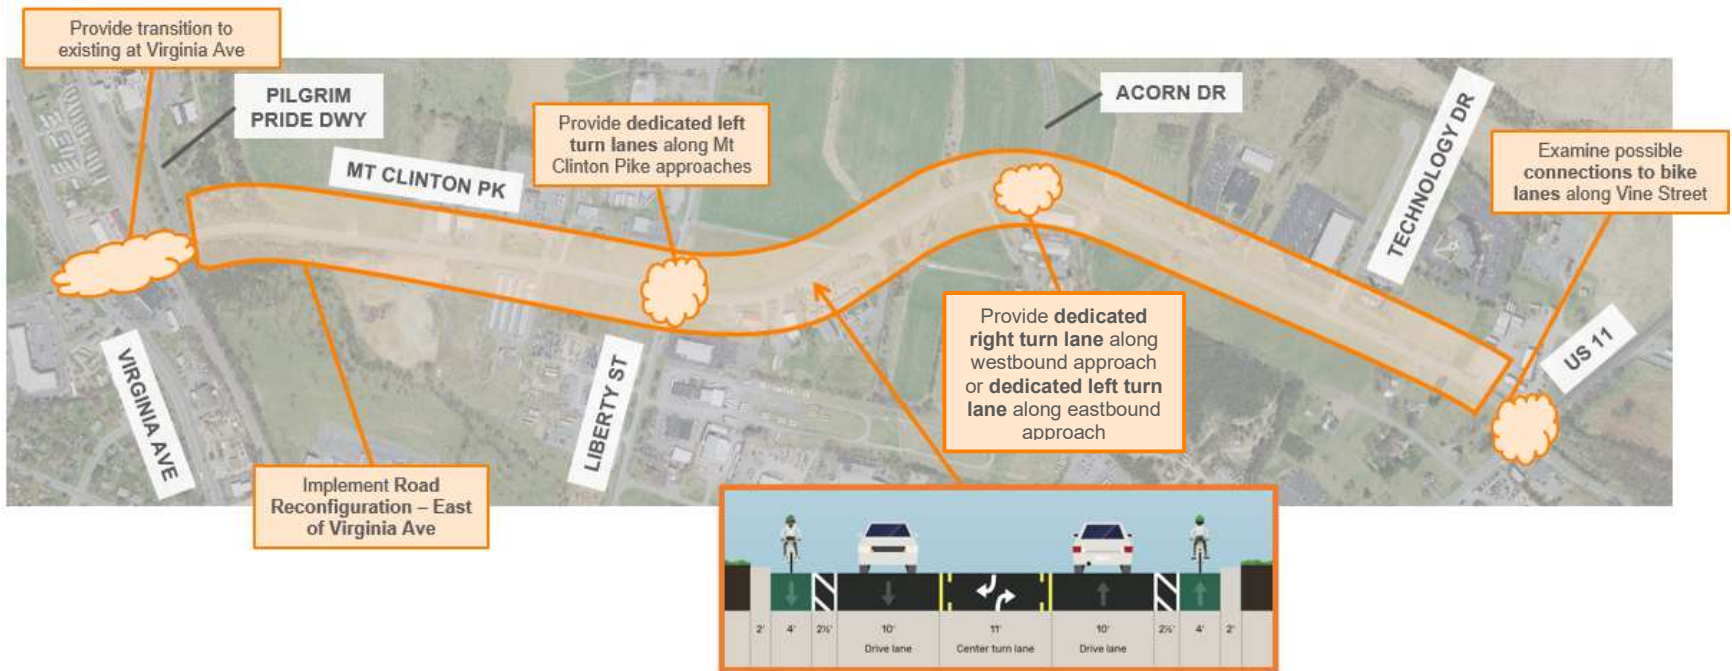 Provide transition to
existing at Virginia Ave
PILGRIM
PRIDE DWY
MT CLINTON PK
Provide dedicated left
turn lanes along Mt
Clinton Pike approaches
ACORN DR
TECHNOLOGY DR
Examine possible
connections to bike
lanes along Vine Street
VIRGINIA AVE
LIBERTY ST
US 11
Provide dedicated
right turn lane along
westbound approach
or dedicated left turn
lane along eastbound
approach
Implement Road
Reconfiguration – East
of Virginia Ave
2' 4' 2½' 10' 11' 10' 2½' 4' 2'
Drive lane Center turn lane Drive lane